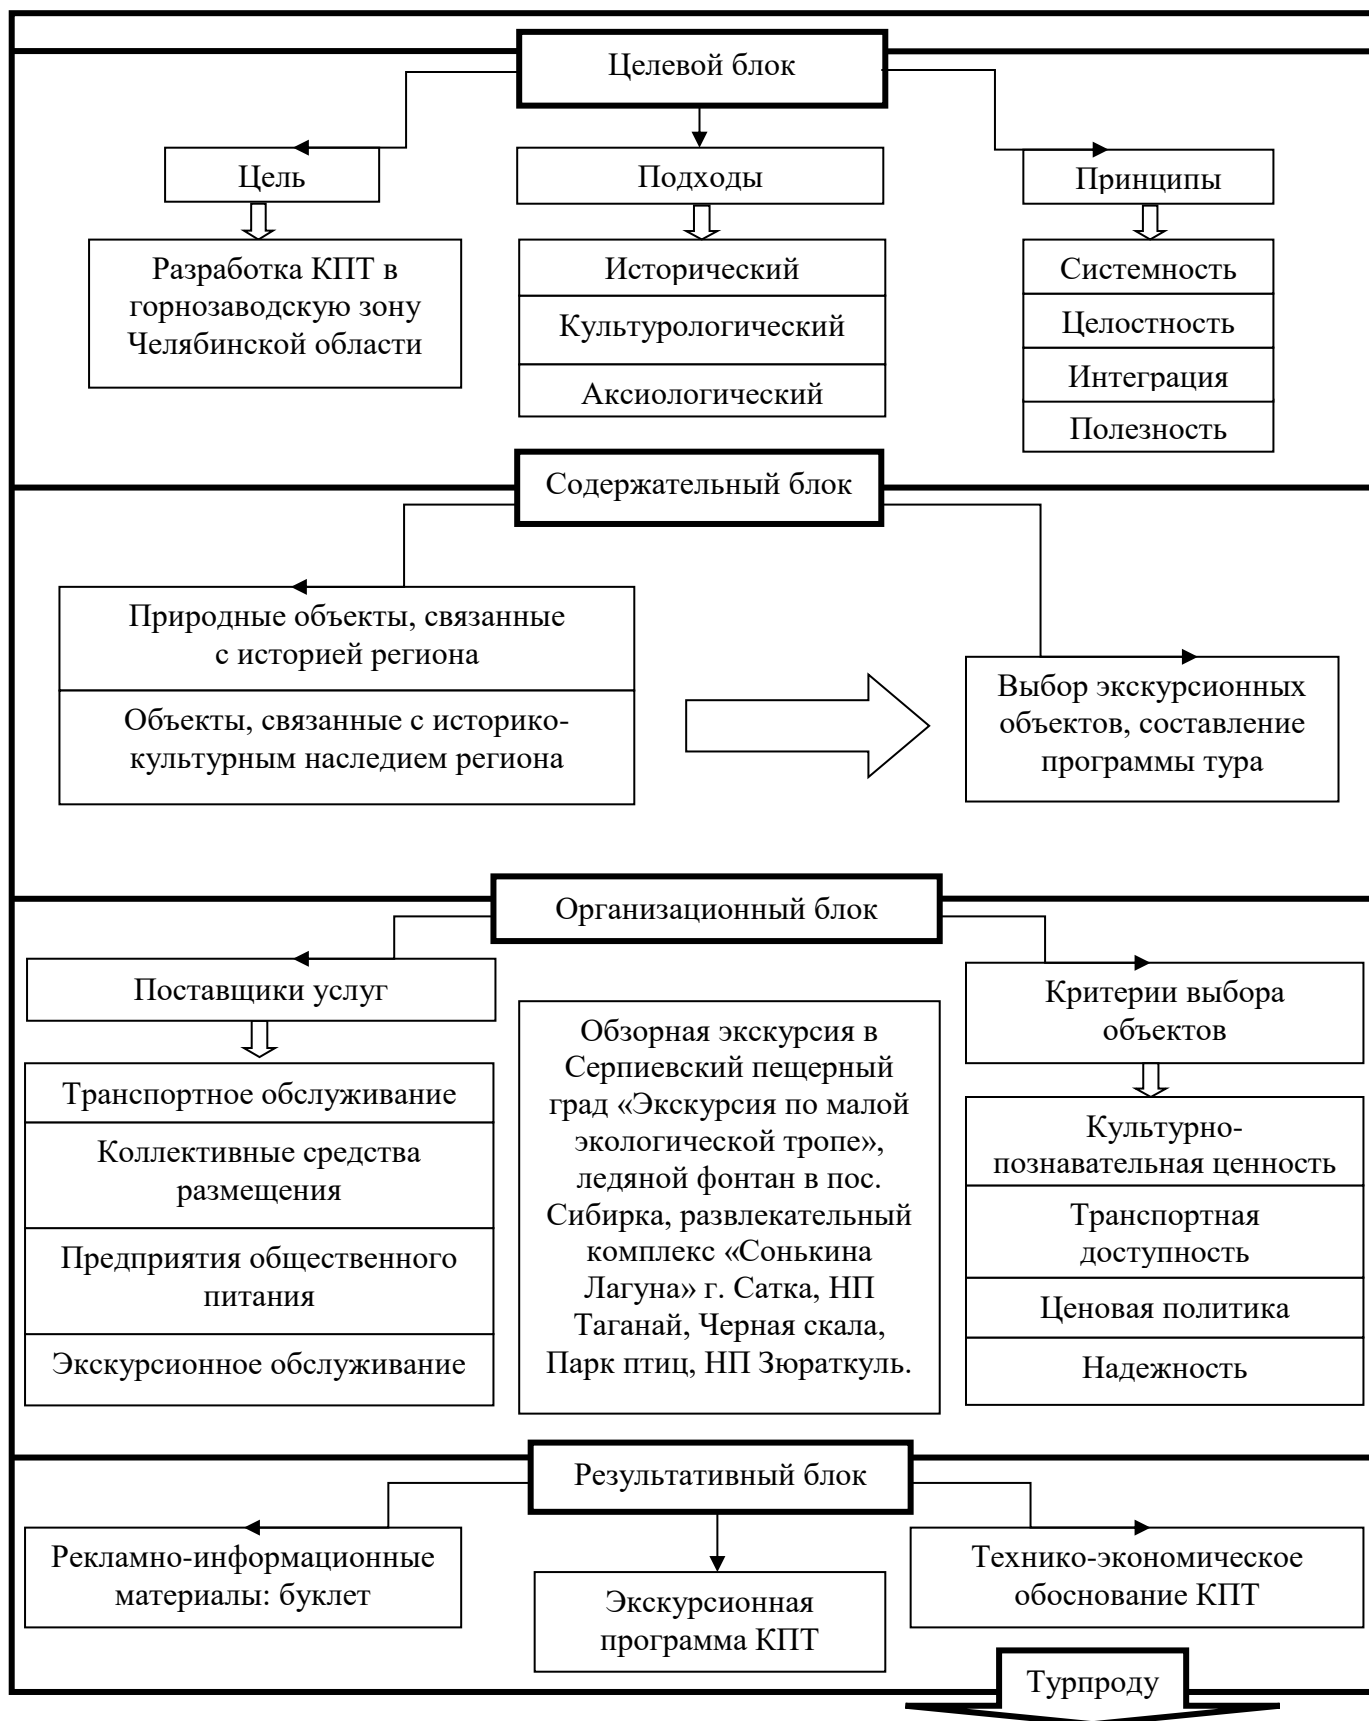 Целевой блок
Цель
Подходы
Принципы
Разработка КПТ в
горнозаводскую зону
Челябинской области
Исторический
Культурологический
Аксиологический
Системность
Целостность
Интеграция
Полезность
Содержательный блок
Природные объекты, связанные
с историей региона
Объекты, связанные с историко-
культурным наследием региона
Выбор экскурсионных
объектов, составление
программы тура
Организационный блок
Поставщики услуг
Транспортное обслуживание
Коллективные средства
размещения
Предприятия общественного
питания
Экскурсионное обслуживание
Обзорная экскурсия в
Серпиевский пещерный
град «Экскурсия по малой
экологической тропе»,
ледяной фонтан в пос.
Сибирка, развлекательный
комплекс «Сонькина
Лагуна» г. Сатка, НП
Таганай, Черная скала,
Парк птиц, НП Зюраткуль.
Критерии выбора
объектов
Культурно-
познавательная ценность
Транспортная
доступность
Ценовая политика
Надежность
Результативный блок
Рекламно-информационные
материалы: буклет
Экскурсионная
программа КПТ
Технико-экономическое
обоснование КПТ
Турпроду